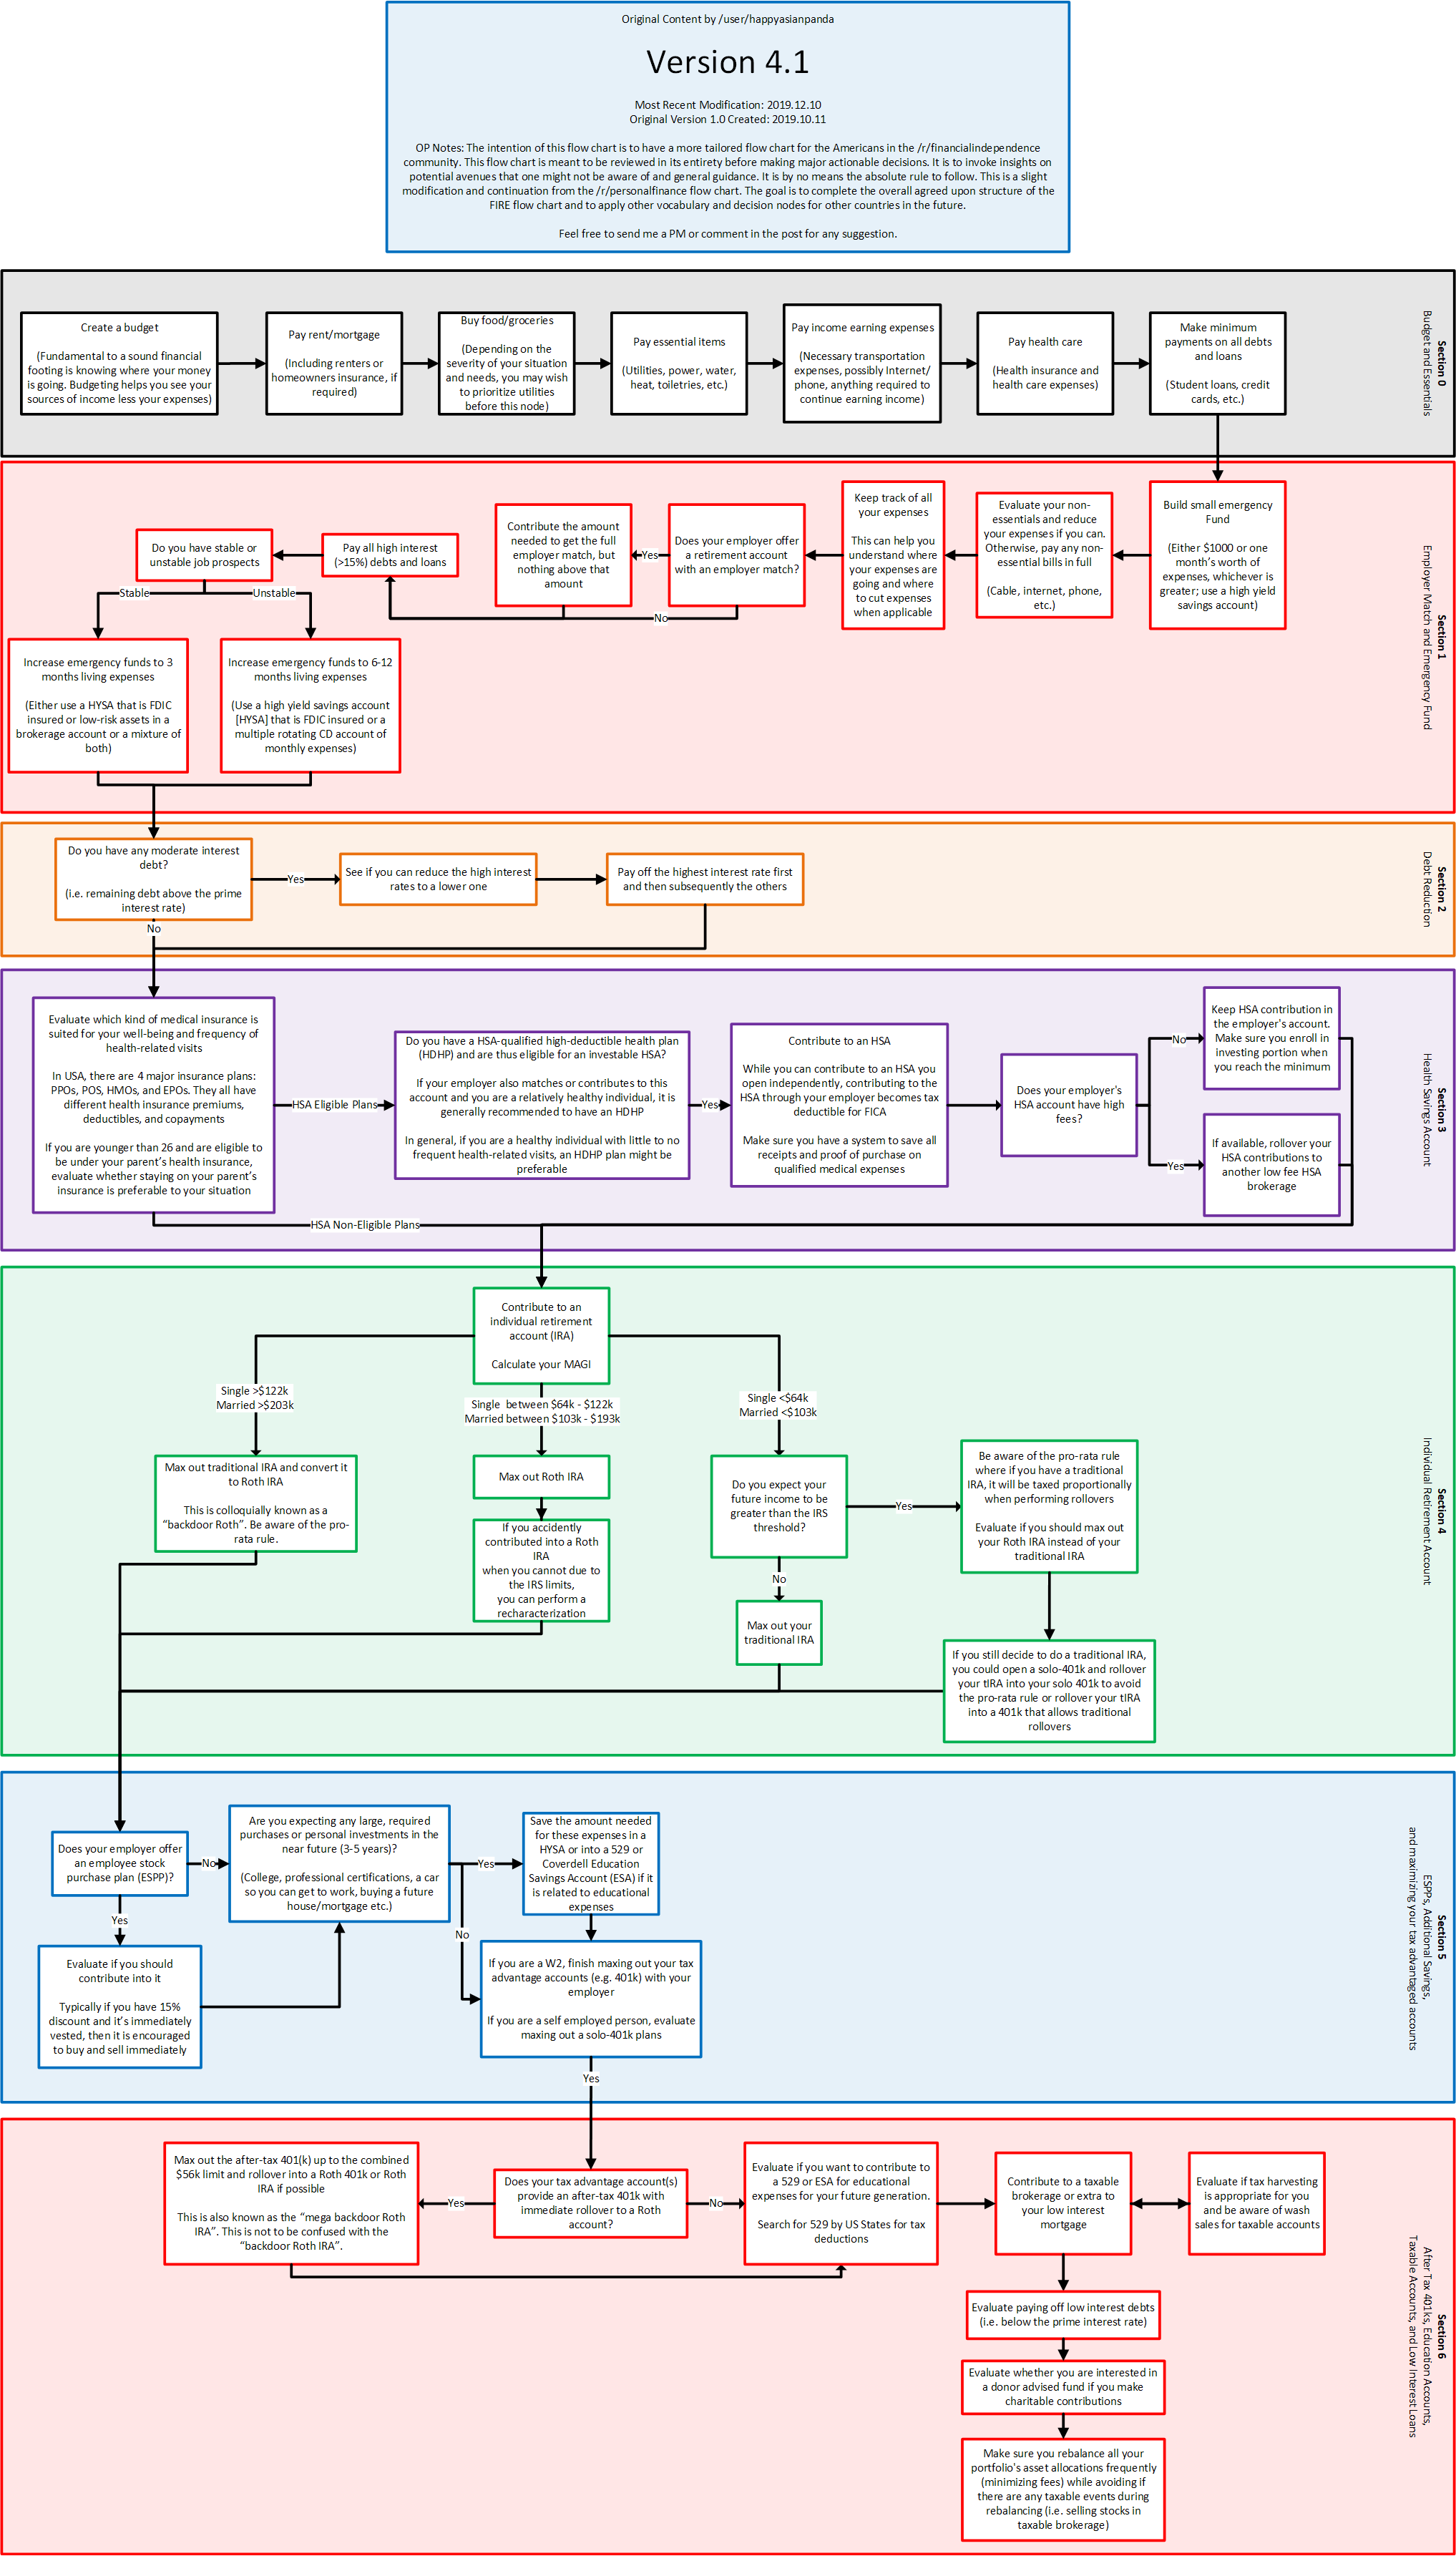 Original Content by /user/happyasianpanda
Version 4.1
Most Recent Modification: 2019.12.10
Original Version 1.0 Created: 2019.10.11
OP Notes: The intention of this flow chart is to have a more tailored flow chart for the Americans in the /r/financialindependence
community. This flow chart is meant to be reviewed in its entirety before making major actionable decisions. It is to invoke insights on
potential avenues that one might not be aware of and general guidance. It is by no means the absolute rule to follow. This is a slight
modification and continuation from the /r/personalfinance flow chart. The goal is to complete the overall agreed upon structure of the
FIRE flow chart and to apply other vocabulary and decision nodes for other countries in the future.
Feel free to send me a PM or comment in the post for any suggestion.
Section 0
Budget and Essentials
Create a budget
(Fundamental to a sound financial
footing is knowing where your money
is going. Budgeting helps you see your
sources of income less your expenses)
Pay rent/mortgage
(Including renters or
homeowners insurance, if
required)
Buy food/groceries
(Depending on the
severity of your situation
and needs, you may wish
to prioritize utilities
before this node)
Pay essential items
(Utilities, power, water,
heat, toiletries, etc.)
Pay income earning expenses
(Necessary transportation
expenses, possibly Internet/
phone, anything required to
continue earning income)
Pay health care
(Health insurance and
health care expenses)
Make minimum
payments on all debts
and loans
(Student loans, credit
cards, etc.)
Section 1
Employer Match and Emergency Fund
Build small emergency
Fund
(Either $1000 or one
month's worth of
expenses, whichever is
greater; use a high yield
savings account)
Evaluate your non-
essentials and reduce
your expenses if you can.
Otherwise, pay any non-
essential bills in full
(Cable, internet, phone,
etc.)
Keep track of all
your expenses
This can help you
understand where
your expenses are
going and where
to cut expenses
when applicable
Does your employer offer
a retirement account
with an employer match?
Yes
No
Contribute the amount
needed to get the full
employer match, but
nothing above that
amount
Pay all high interest
(>15%) debts and loans
Do you have stable or
unstable job prospects
Stable
Unstable
Increase emergency funds to 3
months living expenses
(Either use a HYSA that is FDIC
insured or low-risk assets in a
brokerage account or a mixture of
both)
Increase emergency funds to 6-12
months living expenses
(Use a high yield savings account
[HYSA] that is FDIC insured or a
multiple rotating CD account of
monthly expenses)
Section 2
Debt Reduction
Do you have any moderate interest
debt?
(i.e. remaining debt above the prime
interest rate)
Yes
No
See if you can reduce the high interest
rates to a lower one
Pay off the highest interest rate first
and then subsequently the others
Section 3
Health Savings Account
Evaluate which kind of medical insurance is
suited for your well-being and frequency of
health-related visits
In USA, there are 4 major insurance plans:
PPOs, POS, HMOs, and EPOs. They all have
different health insurance premiums,
deductibles, and copayments
If you are younger than 26 and are eligible to
be under your parent's health insurance,
evaluate whether staying on your parent's
insurance is preferable to your situation
HSA Eligible Plans
HSA Non-Eligible Plans
Do you have a HSA-qualified high-deductible health plan
(HDHP) and are thus eligible for an investable HSA?
If your employer also matches or contributes to this
account and you are a relatively healthy individual, it is
generally recommended to have an HDHP
In general, if you are a healthy individual with little to no
frequent health-related visits, an HDHP plan might be
preferable
Yes
Contribute to an HSA
While you can contribute to an HSA you
open independently, contributing to the
HSA through your employer becomes tax
deductible for FICA
Make sure you have a system to save all
receipts and proof of purchase on
qualified medical expenses
Does your employer's
HSA account have high
fees?
No
Yes
Keep HSA contribution in
the employer's account.
Make sure you enroll in
investing portion when
you reach the minimum
If available, rollover your
HSA contributions to
another low fee HSA
brokerage
Section 4
Individual Retirement Account
Contribute to an
individual retirement
account (IRA)
Calculate your MAGI
Single >$122k
Married >$203k
Single between $64k - $122k
Married between $103k - $193k
Single <$64k
Married <$103k
Max out traditional IRA and convert it
to Roth IRA
This is colloquially known as a
“backdoor Roth”. Be aware of the pro-
rata rule.
Max out Roth IRA
If you accidently
contributed into a Roth
IRA
when you cannot due to
the IRS limits,
you can perform a
recharacterization
Do you expect your
future income to be
greater than the IRS
threshold?
Yes
No
Max out your
traditional IRA
Be aware of the pro-rata rule
where if you have a traditional
IRA, it will be taxed proportionally
when performing rollovers
Evaluate if you should max out
your Roth IRA instead of your
traditional IRA
If you still decide to do a traditional IRA,
you could open a solo-401k and rollover
your tIRA into your solo 401k to avoid
the pro-rata rule or rollover your tIRA
into a 401k that allows traditional
rollovers
Section 5
ESPPs, Additional Savings,
and maximizing your tax advantaged accounts
Does your employer offer
an employee stock
purchase plan (ESPP)?
No
Yes
Evaluate if you should
contribute into it
Typically if you have 15%
discount and it's immediately
vested, then it is encouraged
to buy and sell immediately
Are you expecting any large, required
purchases or personal investments in the
near future (3-5 years)?
(College, professional certifications, a car
so you can get to work, buying a future
house/mortgage etc.)
Yes
No
Save the amount needed
for these expenses in a
HYSA or into a 529 or
Coverdell Education
Savings Account (ESA) if it
is related to educational
expenses
If you are a W2, finish maxing out your tax
advantage accounts (e.g. 401k) with your
employer
If you are a self employed person, evaluate
maxing out a solo-401k plans
Yes
Section 6
After Tax 401ks, Education Accounts,
Taxable Accounts, and Low Interest Loans
Max out the after-tax 401(k) up to the combined
$56k limit and rollover into a Roth 401k or Roth
IRA if possible
This is also known as the “mega backdoor Roth
IRA”. This is not to be confused with the
“backdoor Roth IRA”.
Yes
Does your tax advantage account(s)
provide an after-tax 401k with
immediate rollover to a Roth
account?
No
Evaluate if you want to contribute to
a 529 or ESA for educational
expenses for your future generation.
Search for 529 by US States for tax
deductions
Contribute to a taxable
brokerage or extra to
your low interest
mortgage
Evaluate if tax harvesting
is appropriate for you
and be aware of wash
sales for taxable accounts
Evaluate paying off low interest debts
(i.e. below the prime interest rate)
Evaluate whether you are interested in
a donor advised fund if you make
charitable contributions
Make sure you rebalance all your
portfolio's asset allocations frequently
(minimizing fees) while avoiding if
there are any taxable events during
rebalancing (i.e. selling stocks in
taxable brokerage)